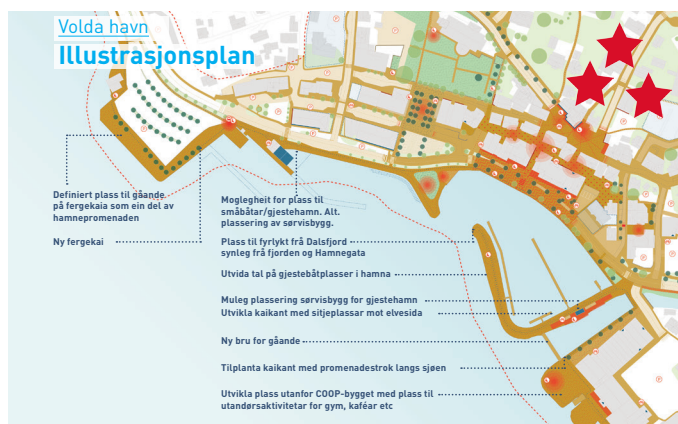 Volda havn
Illustrasjonsplan
Definiert plass til gåande
på fergekaia som ein del av
hamnepromenaden
Ny fergekai
Moglegheit for plass til
småbåtar/gjestehamn. Alt.
plassering av sørvisbygg.
Plass til fyrlykt frå Dalsfjord
synleg frå fjorden og Hamnegata
Utvida tal på gjestebåtplasser i hamna
Muleg plassering sørvisbygg for gjestehamn
Utvikla kaikant med sitjeplassar mot elvesida
Ny bru for gåande
Tilplanta kaikant med promenadestrok langs sjøen
Utvikla plass utanfor COOP-bygget med plass til
utandørsaktivitetar for gym, kaféar etc